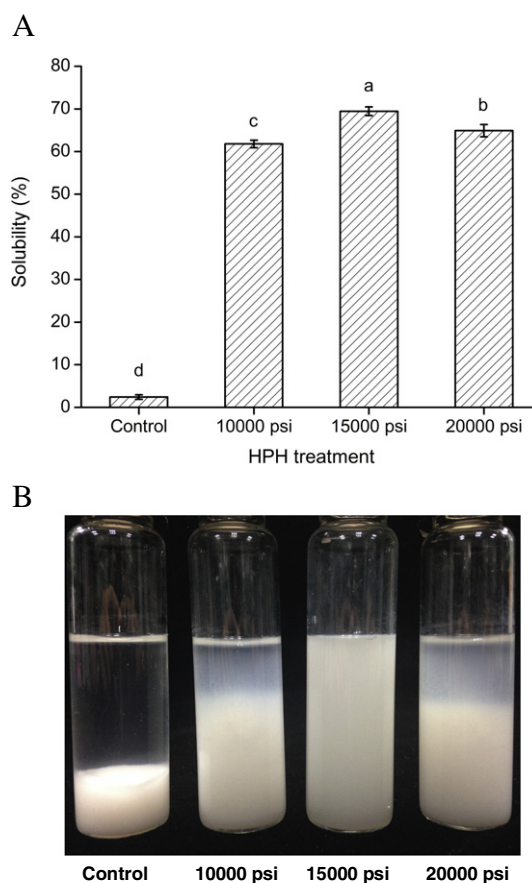 A
80
70
60
50
40
30
20
10
0
Solubility (%)
d
c
a
b
Control 10000 psi 15000 psi 20000 psi
HPH treatment
B
Control 10000 psi 15000 psi 20000 psi